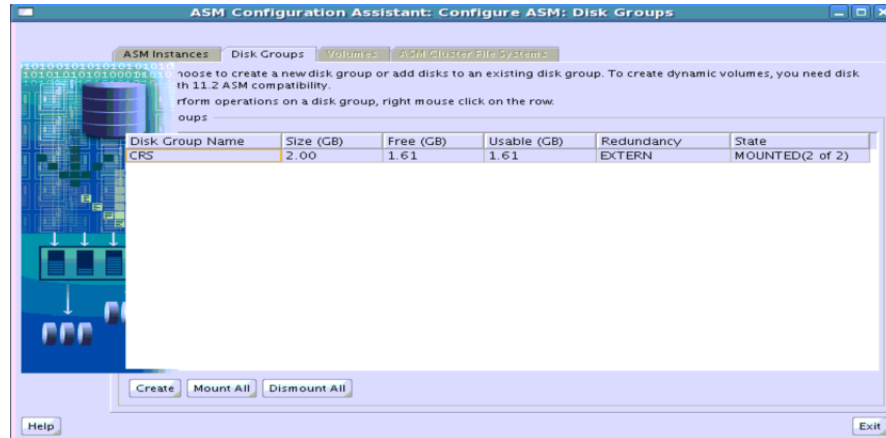 ASM Configuration Assistant: Configure ASM: Disk Groups
ASM Instances Disk Groups Volumes ASM Cluster File Systems
hoose to create a new disk group or add disks to an existing disk group. To create dynamic volumes, you need disk
th 11.2 ASM compatibility.
rform operations on a disk group, right mouse click on the row.
oups
Disk Group Name Size (GB) Free (GB) Usable (GB) Redundancy State
CRS 2.00 1.61 1.61 EXTERN MOUNTED(2 of 2)
Create Mount All Dismount All
Help Exit